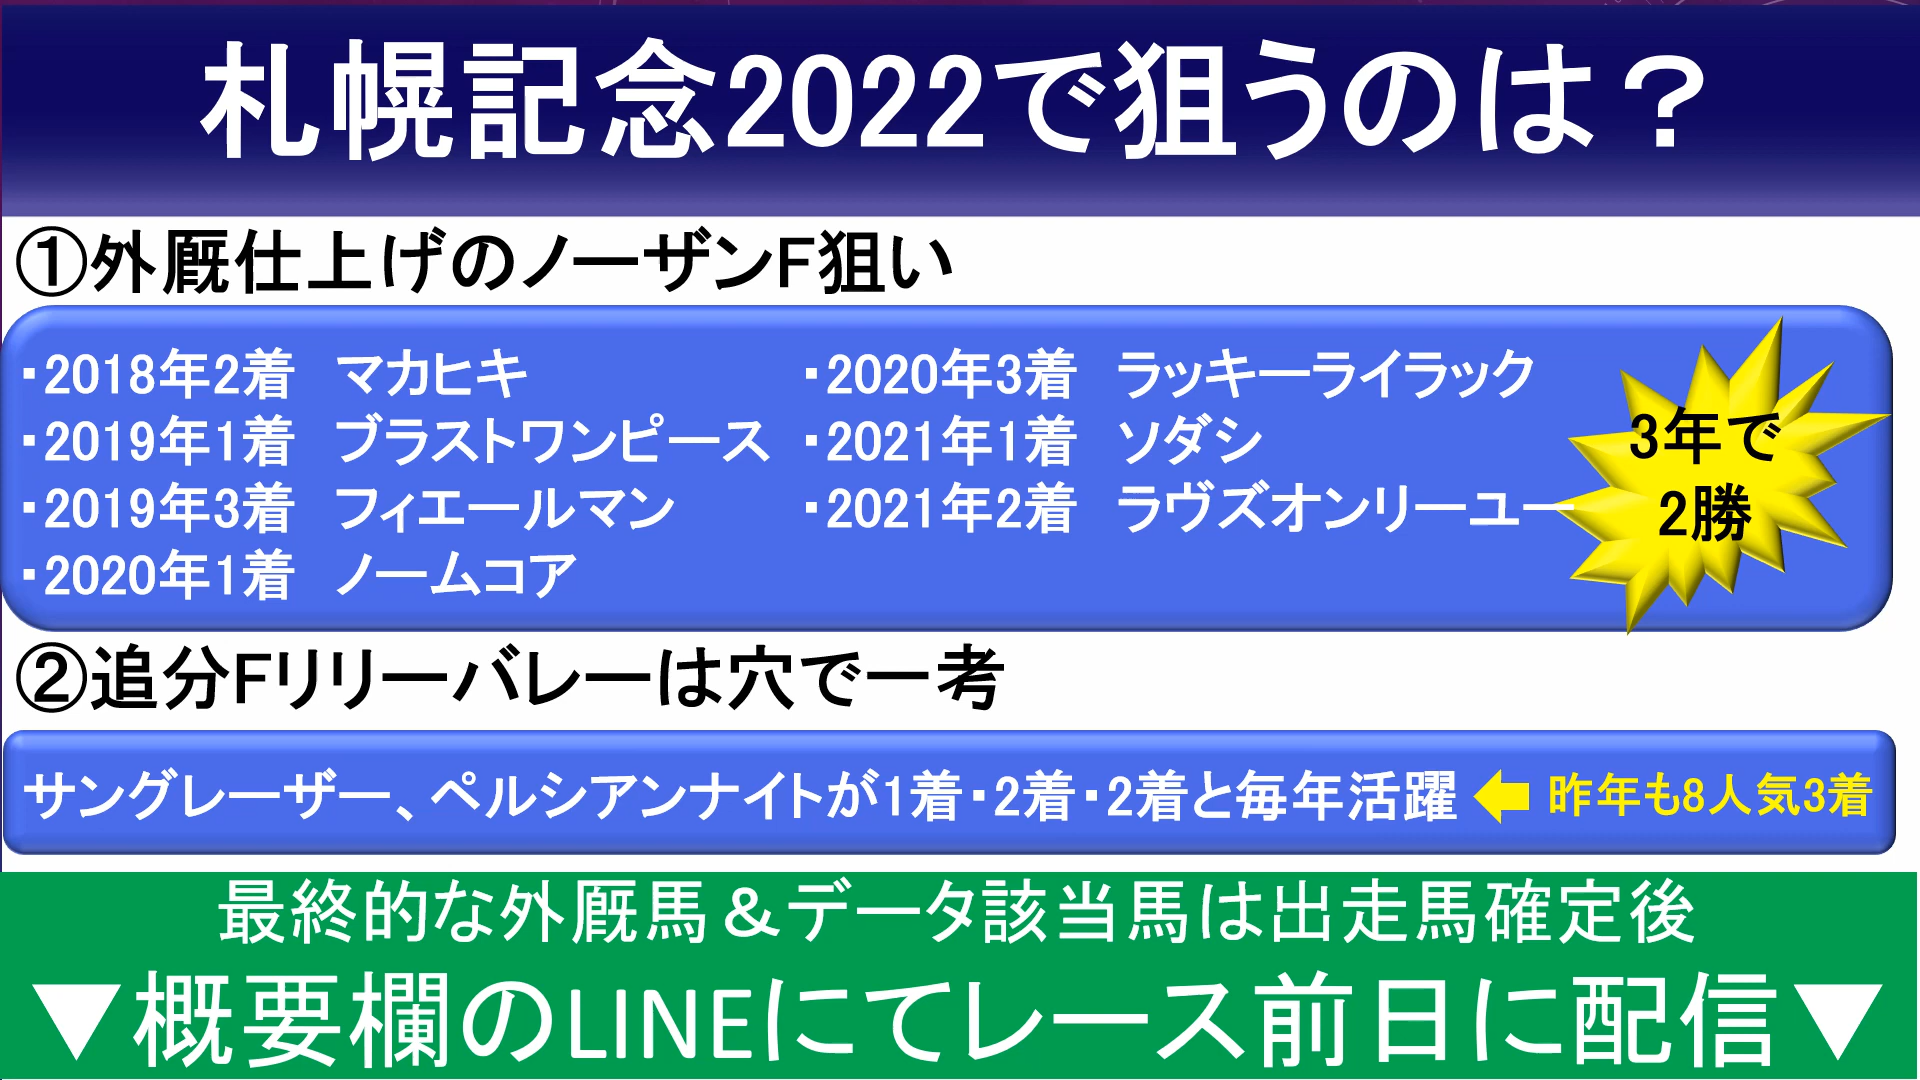 札幌記念2022で狙うのは？
①外厩仕上げのノーザンF狙い
・2018年2着　マカヒキ
・2019年1着　ブラストワンピース
・2019年3着　フィエールマン
・2020年1着　ノームコア
・2020年3着　ラッキーライラック
・2021年1着　ソダシ
・2021年2着　ラヴズオンリーユー
3年で
2勝
②追分Fリリーバレーは穴で一考
サングレーザー、ペルシアンナイトが1着・2着・2着と毎年活躍
昨年も8人気3着
最終的な外厩馬＆データ該当馬は出走馬確定後
▼概要欄のLINEにてレース前日に配信▼